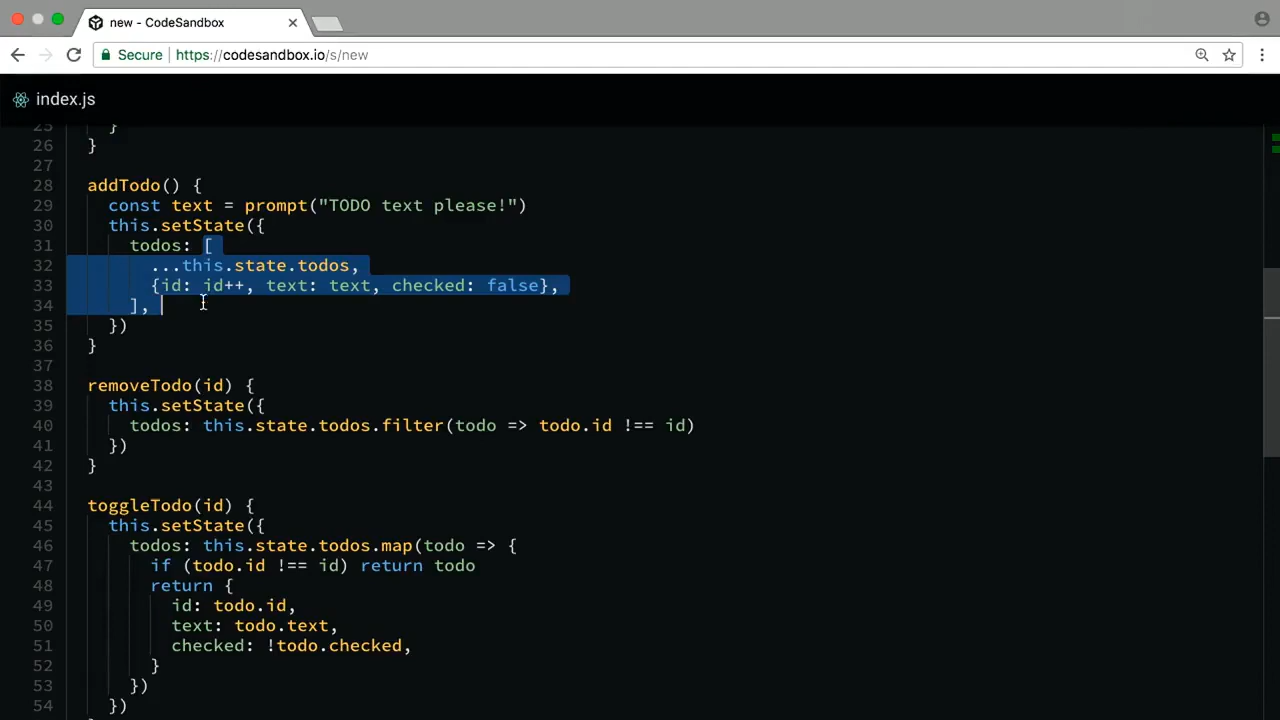 new - CodeSandbox
Secure https://codesandbox.io/s/new
index.js
25 }
26 }
27
28 addTodo() {
29 const text = prompt("TODO text please!")
30 this.setState({
31 todos: [
32 ...this.state.todos,
33 {id: id++, text: text, checked: false},
34 ],
35 })
36 }
37
38 removeTodo(id) {
39 this.setState({
40 todos: this.state.todos.filter(todo => todo.id !== id)
41 })
42 }
43
44 toggleTodo(id) {
45 this.setState({
46 todos: this.state.todos.map(todo => {
47 if (todo.id !== id) return todo
48 return {
49 id: todo.id,
50 text: todo.text,
51 checked: !todo.checked,
52 }
53 })
54 })